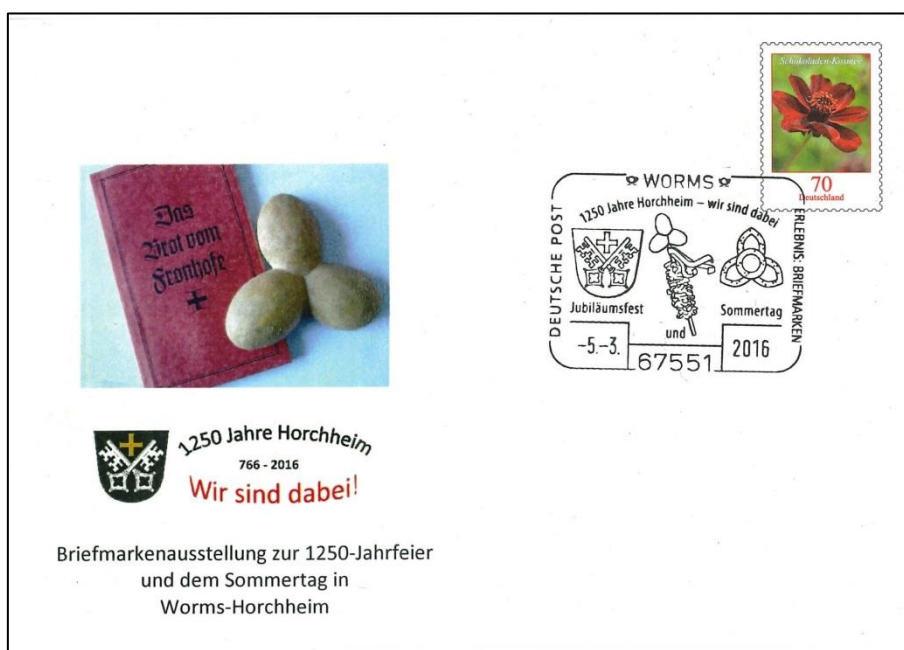 Schokoladen-Kosmee
70
Deutschland
WORMS
1250 Jahre Horchheim – wir sind dabei
DEUTSCHE POST
ERLEBNIS: BRIEFMARKEN
Jubiläumsfest
und
Sommertag
–5.–3.
67551
2016
Das
Brot vom
Fronhofe
1250 Jahre Horchheim
766 - 2016
Wir sind dabei!
Briefmarkenausstellung zur 1250-Jahrfeier
und dem Sommertag in
Worms-Horchheim